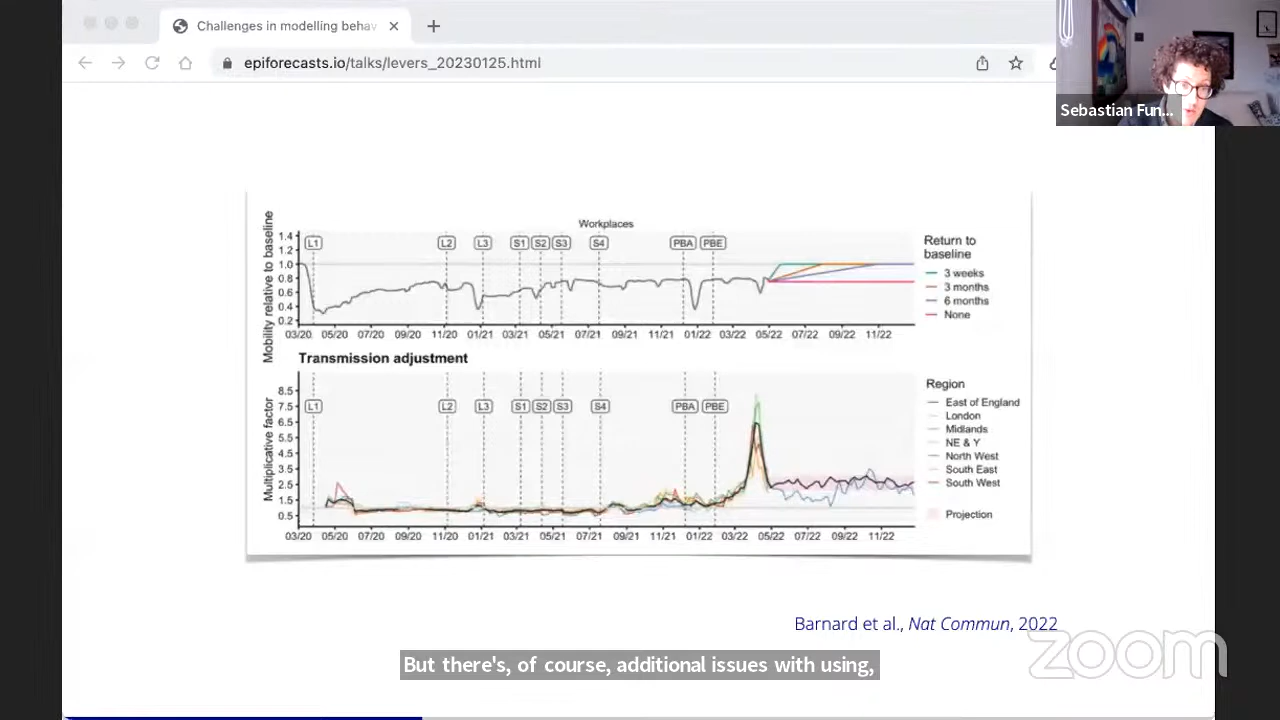 Challenges in modelling behav
epiforecasts.io/talks/levers_20230125.html
Sebastian Fun...
Workplaces
Mobility relative to baseline
1.4
1.2
1.0
0.8
0.6
0.4
0.2
L1 L2 L3 S1 S2 S3 S4 PBA PBE
03/20 05/20 07/20 09/20 11/20 01/21 03/21 05/21 07/21 09/21 11/21 01/22 03/22 05/22 07/22 09/22 11/22
Return to
baseline
3 weeks
3 months
6 months
None
Transmission adjustment
Multiplicative factor
8.5
7.5
6.5
5.5
4.5
3.5
2.5
1.5
0.5
L1 L2 L3 S1 S2 S3 S4 PBA PBE
03/20 05/20 07/20 09/20 11/20 01/21 03/21 05/21 07/21 09/21 11/21 01/22 03/22 05/22 07/22 09/22 11/22
Region
East of England
London
Midlands
NE & Y
North West
South East
South West
Projection
Barnard et al., Nat Commun, 2022
zoom
But there's, of course, additional issues with using,